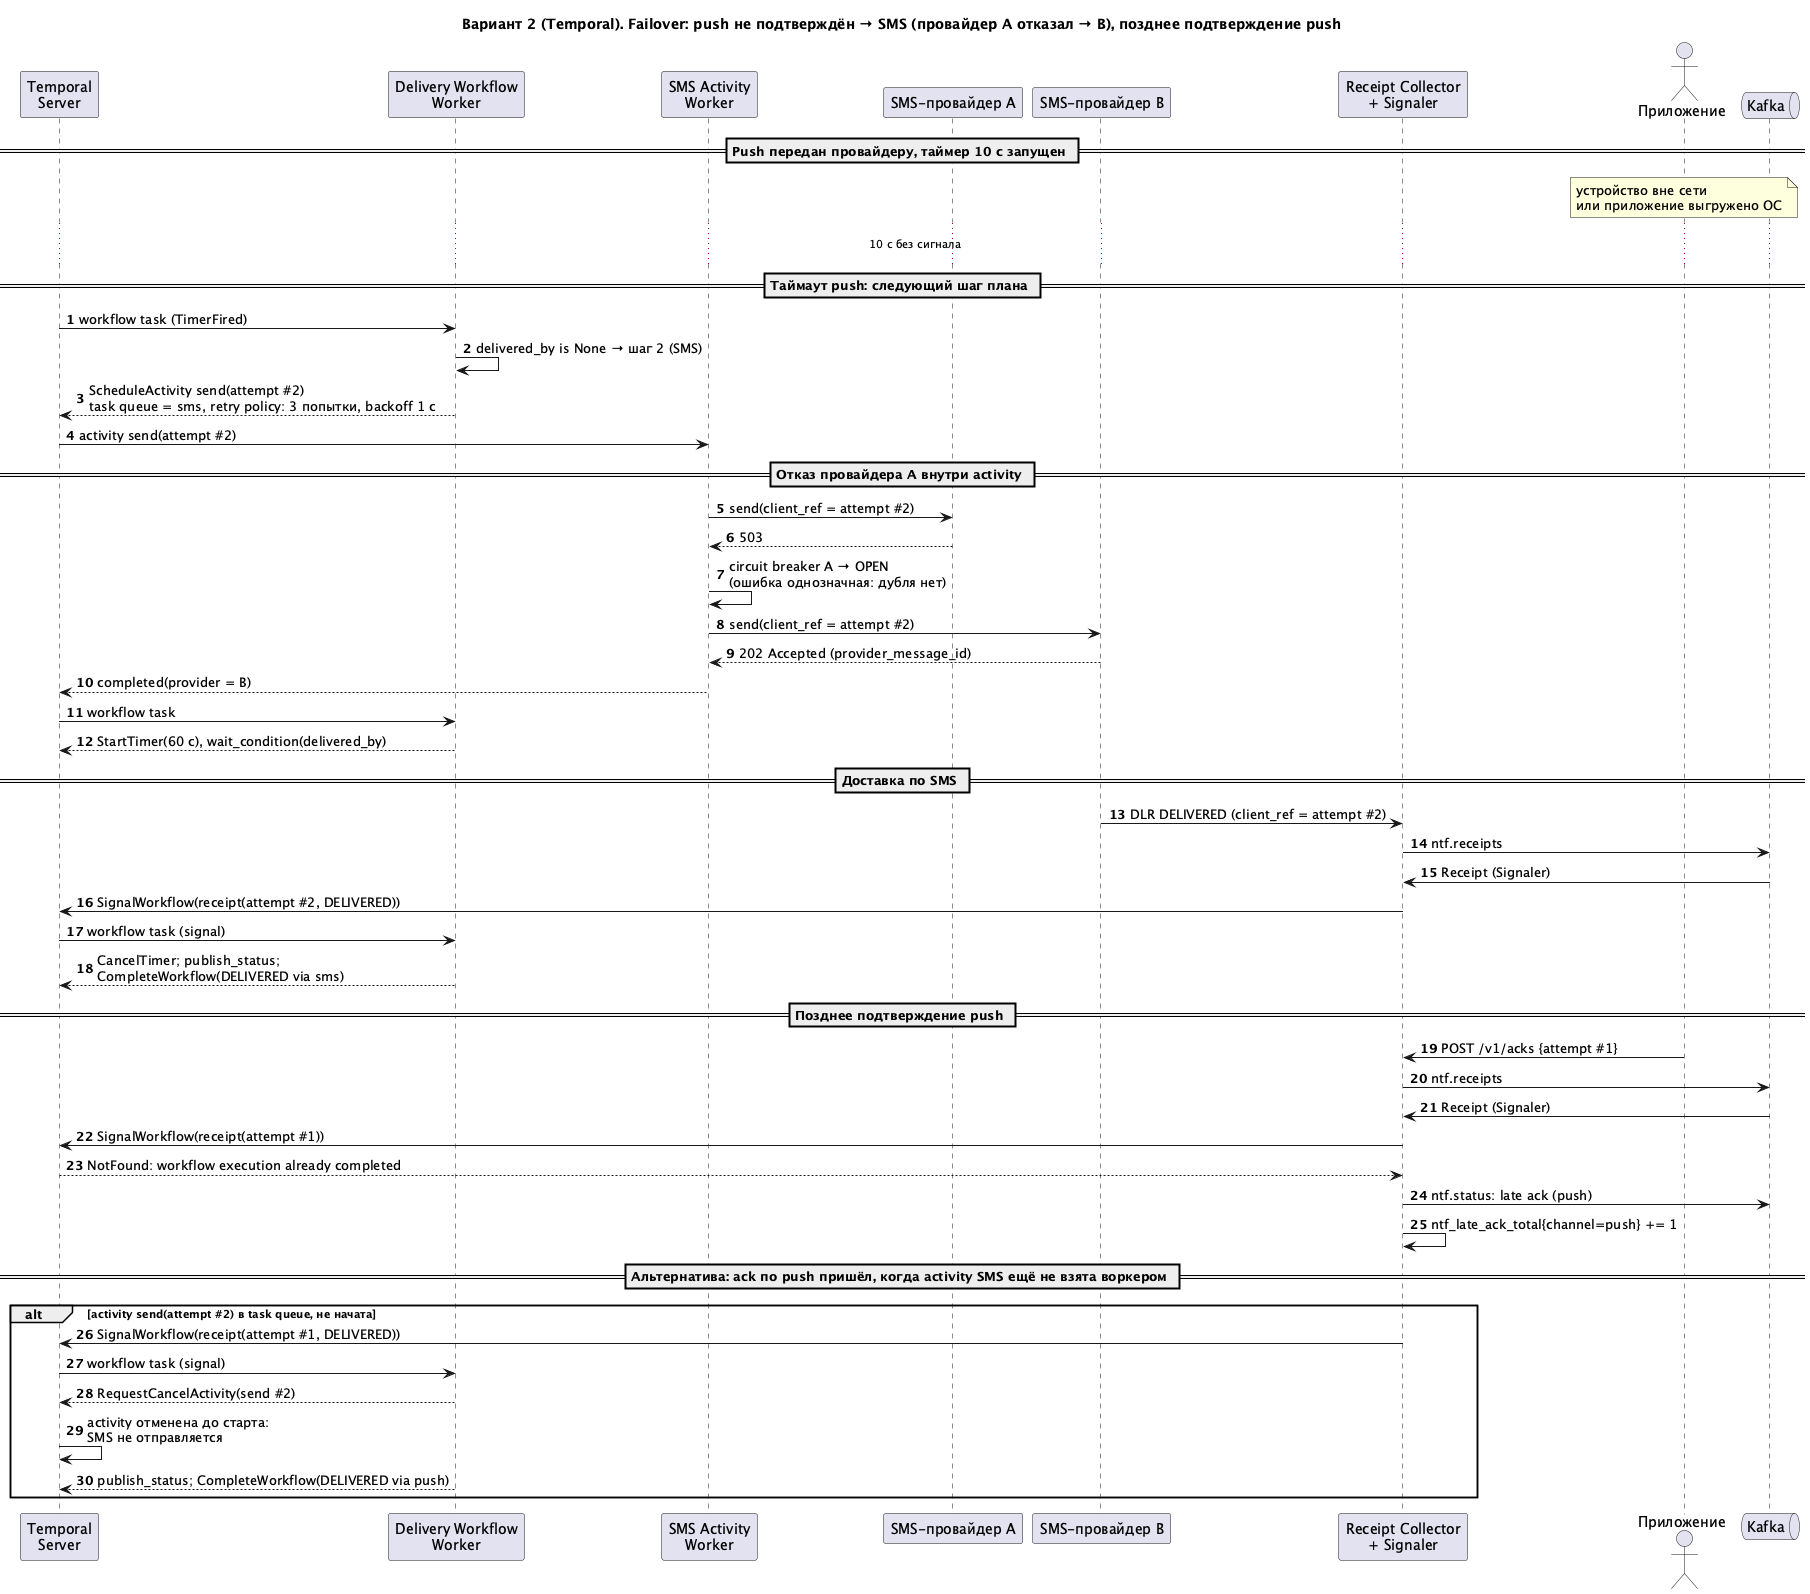 Вариант 2 (Temporal). Failover: push не подтверждён → SMS (провайдер A отказал → B), позднее подтверждение push
Temporal
Server
Delivery Workflow
Worker
SMS Activity
Worker
SMS-провайдер A
SMS-провайдер B
Receipt Collector
+ Signaler
Приложение
Kafka
Push передан провайдеру, таймер 10 с запущен
устройство вне сети
или приложение выгружено ОС
10 с без сигнала
Таймаут push: следующий шаг плана
1 workflow task (TimerFired)
2 delivered_by is None → шаг 2 (SMS)
3 ScheduleActivity send(attempt #2)
task queue = sms, retry policy: 3 попытки, backoff 1 с
4 activity send(attempt #2)
Отказ провайдера A внутри activity
5 send(client_ref = attempt #2)
6 503
7 circuit breaker A → OPEN
(ошибка однозначная: дубля нет)
8 send(client_ref = attempt #2)
9 202 Accepted (provider_message_id)
10 completed(provider = B)
11 workflow task
12 StartTimer(60 с), wait_condition(delivered_by)
Доставка по SMS
13 DLR DELIVERED (client_ref = attempt #2)
14 ntf.receipts
15 Receipt (Signaler)
16 SignalWorkflow(receipt(attempt #2, DELIVERED))
17 workflow task (signal)
18 CancelTimer; publish_status;
CompleteWorkflow(DELIVERED via sms)
Позднее подтверждение push
19 POST /v1/acks {attempt #1}
20 ntf.receipts
21 Receipt (Signaler)
22 SignalWorkflow(receipt(attempt #1))
23 NotFound: workflow execution already completed
24 ntf.status: late ack (push)
25 ntf_late_ack_total{channel=push} += 1
Альтернатива: ack по push пришёл, когда activity SMS ещё не взята воркером
alt [activity send(attempt #2) в task queue, не начата]
26 SignalWorkflow(receipt(attempt #1, DELIVERED))
27 workflow task (signal)
28 RequestCancelActivity(send #2)
29 activity отменена до старта:
SMS не отправляется
30 publish_status; CompleteWorkflow(DELIVERED via push)
Temporal
Server
Delivery Workflow
Worker
SMS Activity
Worker
SMS-провайдер A
SMS-провайдер B
Receipt Collector
+ Signaler
Приложение
Kafka